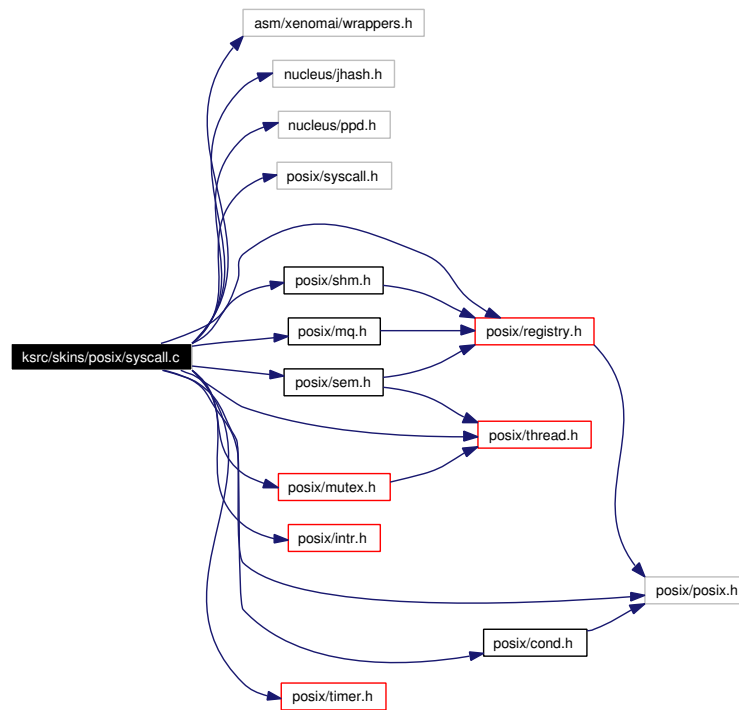 asm/xenomai/wrappers.h
nucleus/jhash.h
nucleus/ppd.h
posix/syscall.h
posix/shm.h
posix/mq.h
posix/registry.h
ksrc/skins/posix/syscall.c
posix/sem.h
posix/thread.h
posix/mutex.h
posix/intr.h
posix/posix.h
posix/cond.h
posix/timer.h